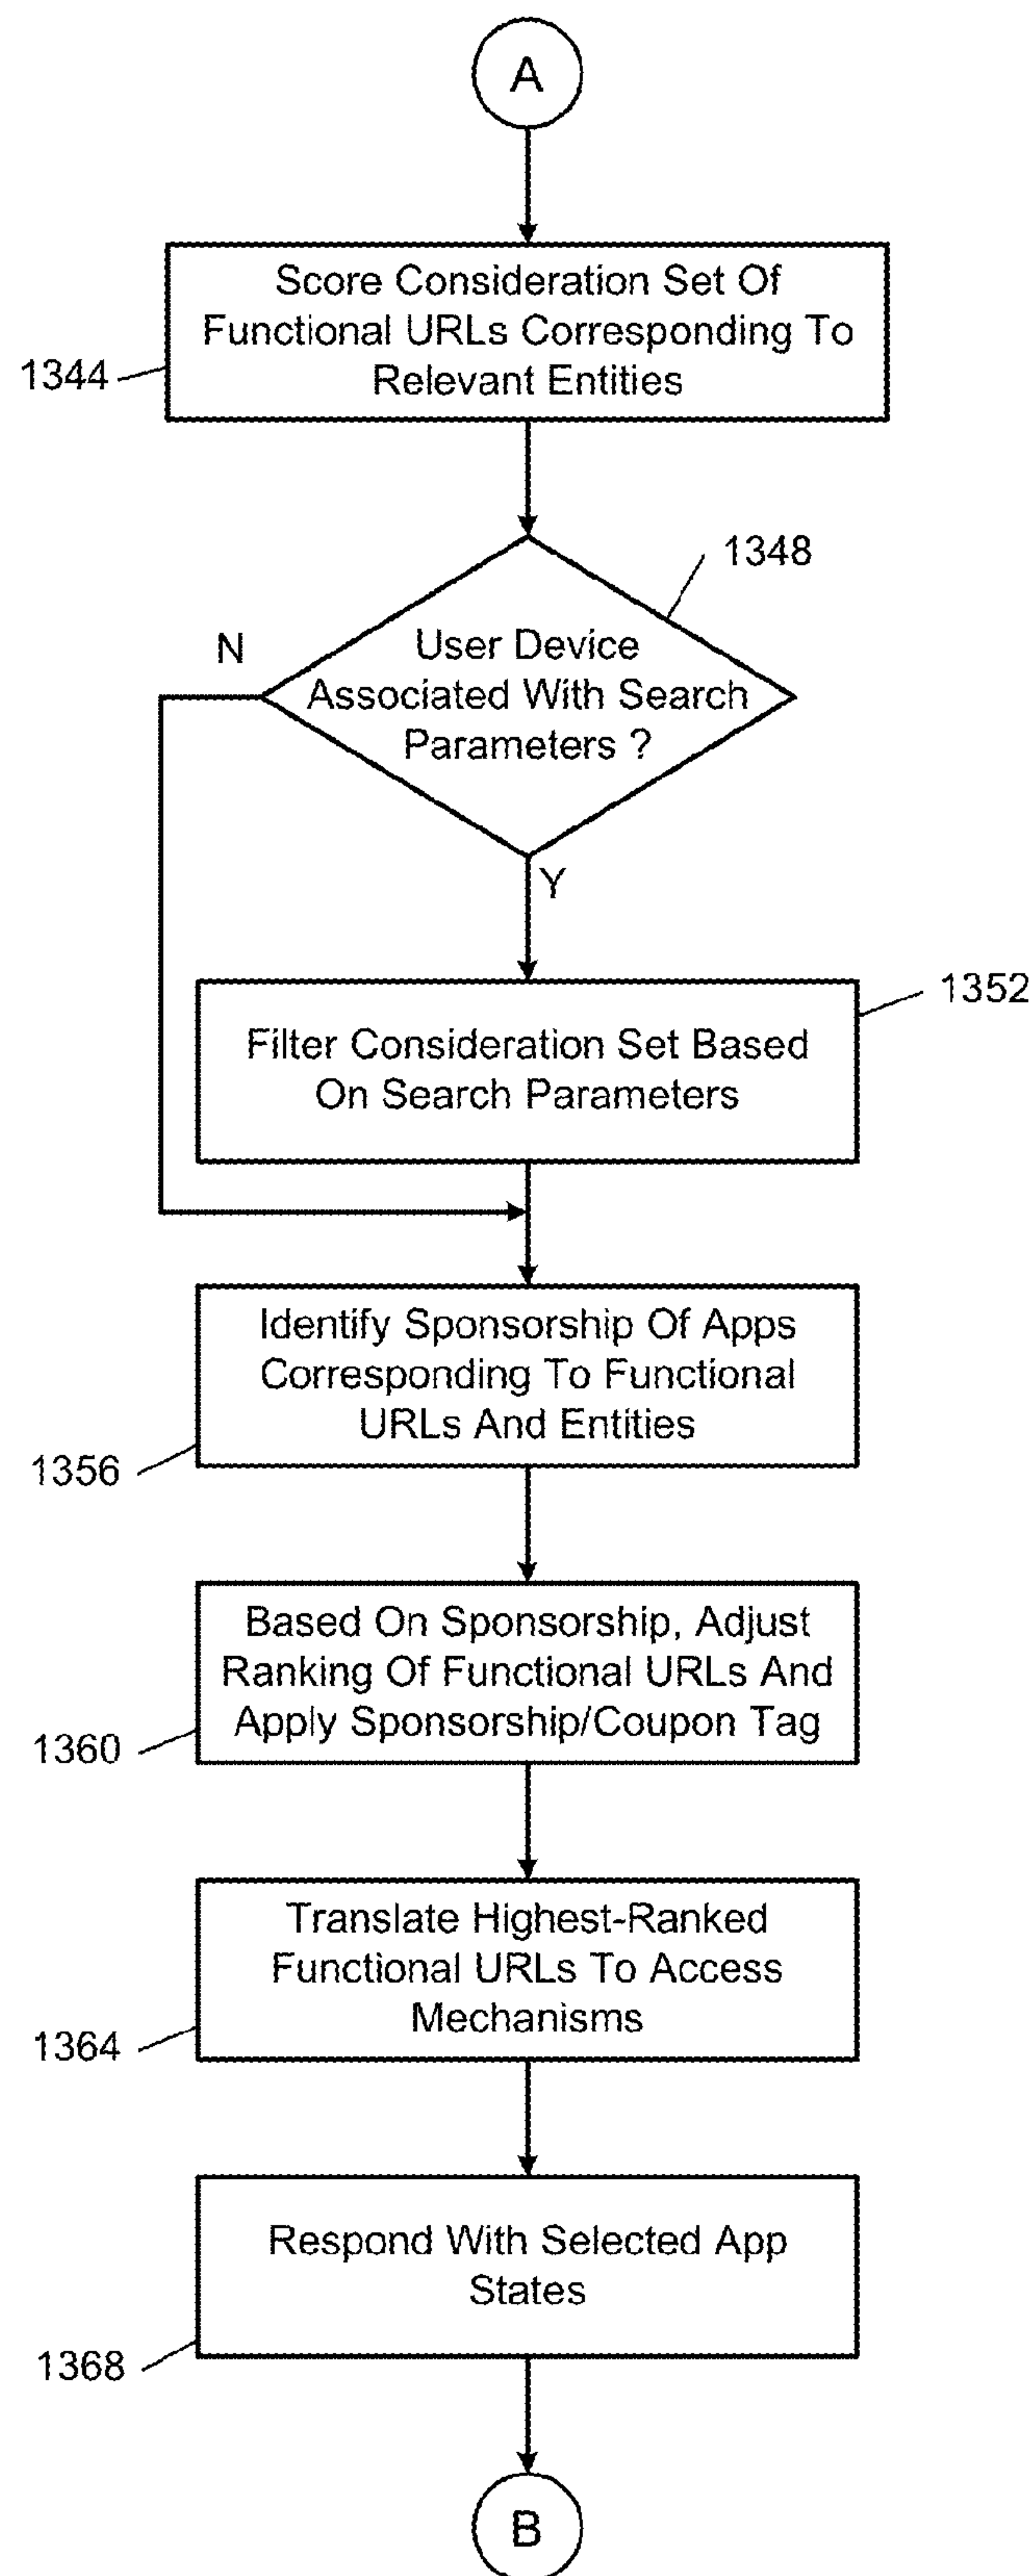 A
Score Consideration Set Of
Functional URLs Corresponding To
Relevant Entities
1344
1348
N
User Device
Associated With Search
Parameters ?
Y
1352
Filter Consideration Set Based
On Search Parameters
Identify Sponsorship Of Apps
Corresponding To Functional
URLs And Entities
1356
Based On Sponsorship, Adjust
Ranking Of Functional URLs And
Apply Sponsorship/Coupon Tag
1360
Translate Highest-Ranked
Functional URLs To Access
Mechanisms
1364
Respond With Selected App
States
1368
B